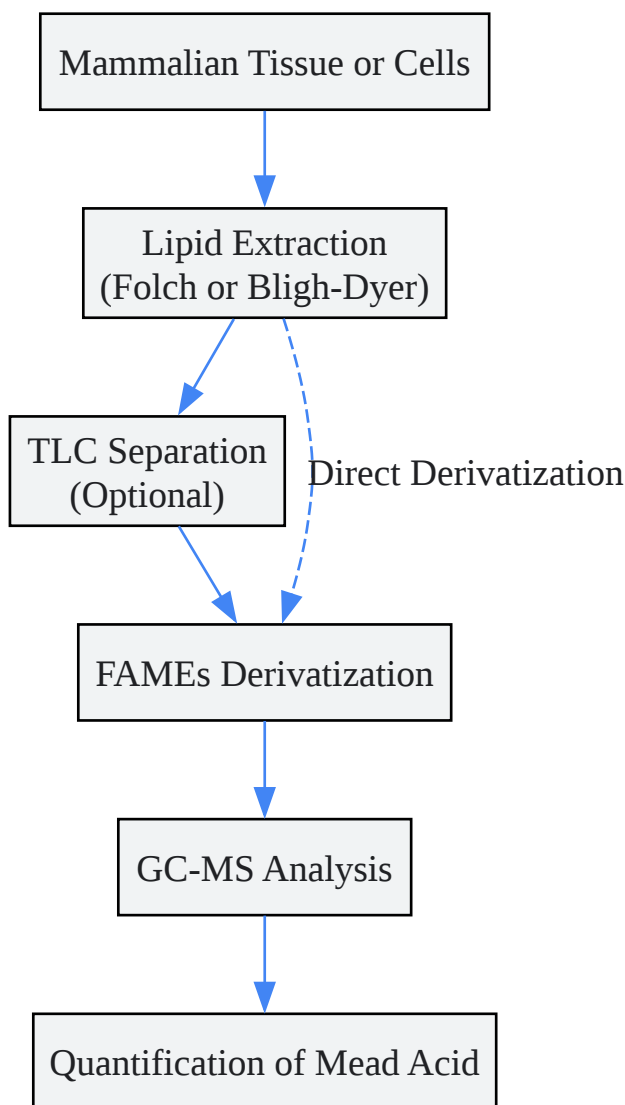 Mammalian Tissue or Cells
Lipid Extraction
(Folch or Bligh-Dyer)
TLC Separation
(Optional)
Direct Derivatization
FAMEs Derivatization
GC-MS Analysis
Quantification of Mead Acid